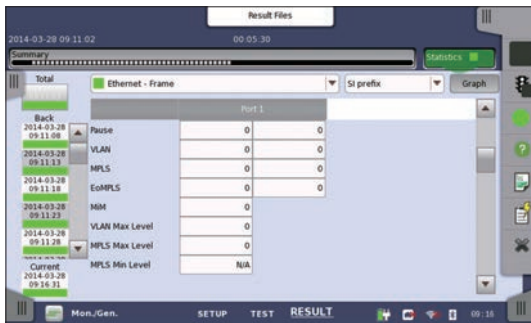 Result Files
2014-03-28 09:11:02 00:05:30
Summary Statistics
Total Ethernet - Frame SI prefix Graph
Port 1
Back
2014-03-28 09:11:08
2014-03-28 09:11:13
2014-03-28 09:11:18
2014-03-28 09:11:23
2014-03-28 09:11:28
Current
2014-03-28 09:16:31
Pause 0 0
VLAN 0 0
MPLS 0 0
EoMPLS 0 0
MiM 0
VLAN Max Level 0
MPLS Max Level 0
MPLS Min Level N/A
Mon./Gen. SETUP TEST RESULT 09:18